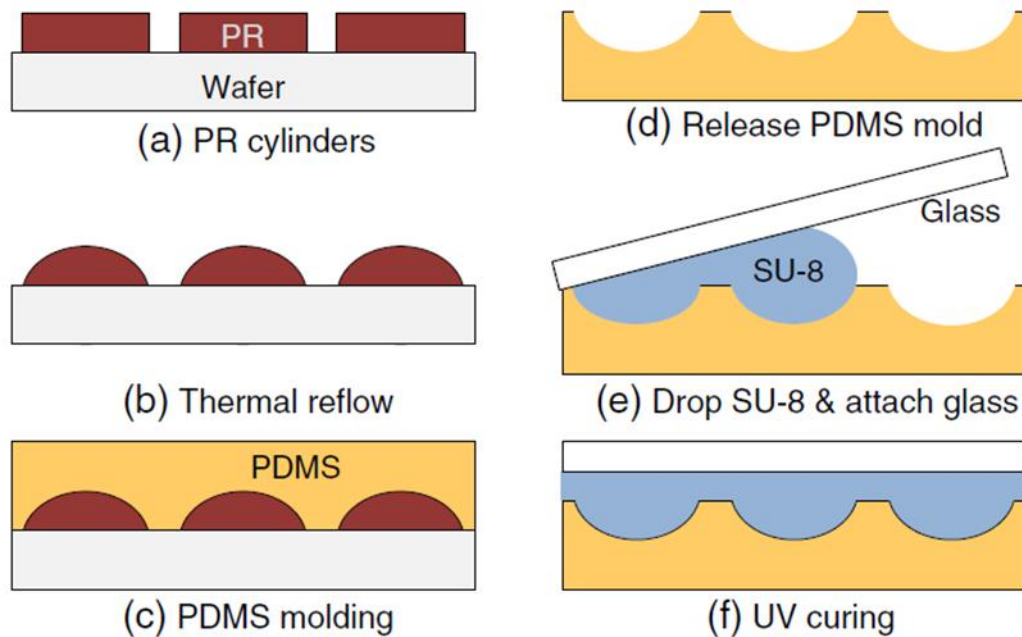 PR
Wafer
(a) PR cylinders
(b) Thermal reflow
PDMS
(c) PDMS molding
(d) Release PDMS mold
Glass
SU-8
(e) Drop SU-8 & attach glass
(f) UV curing